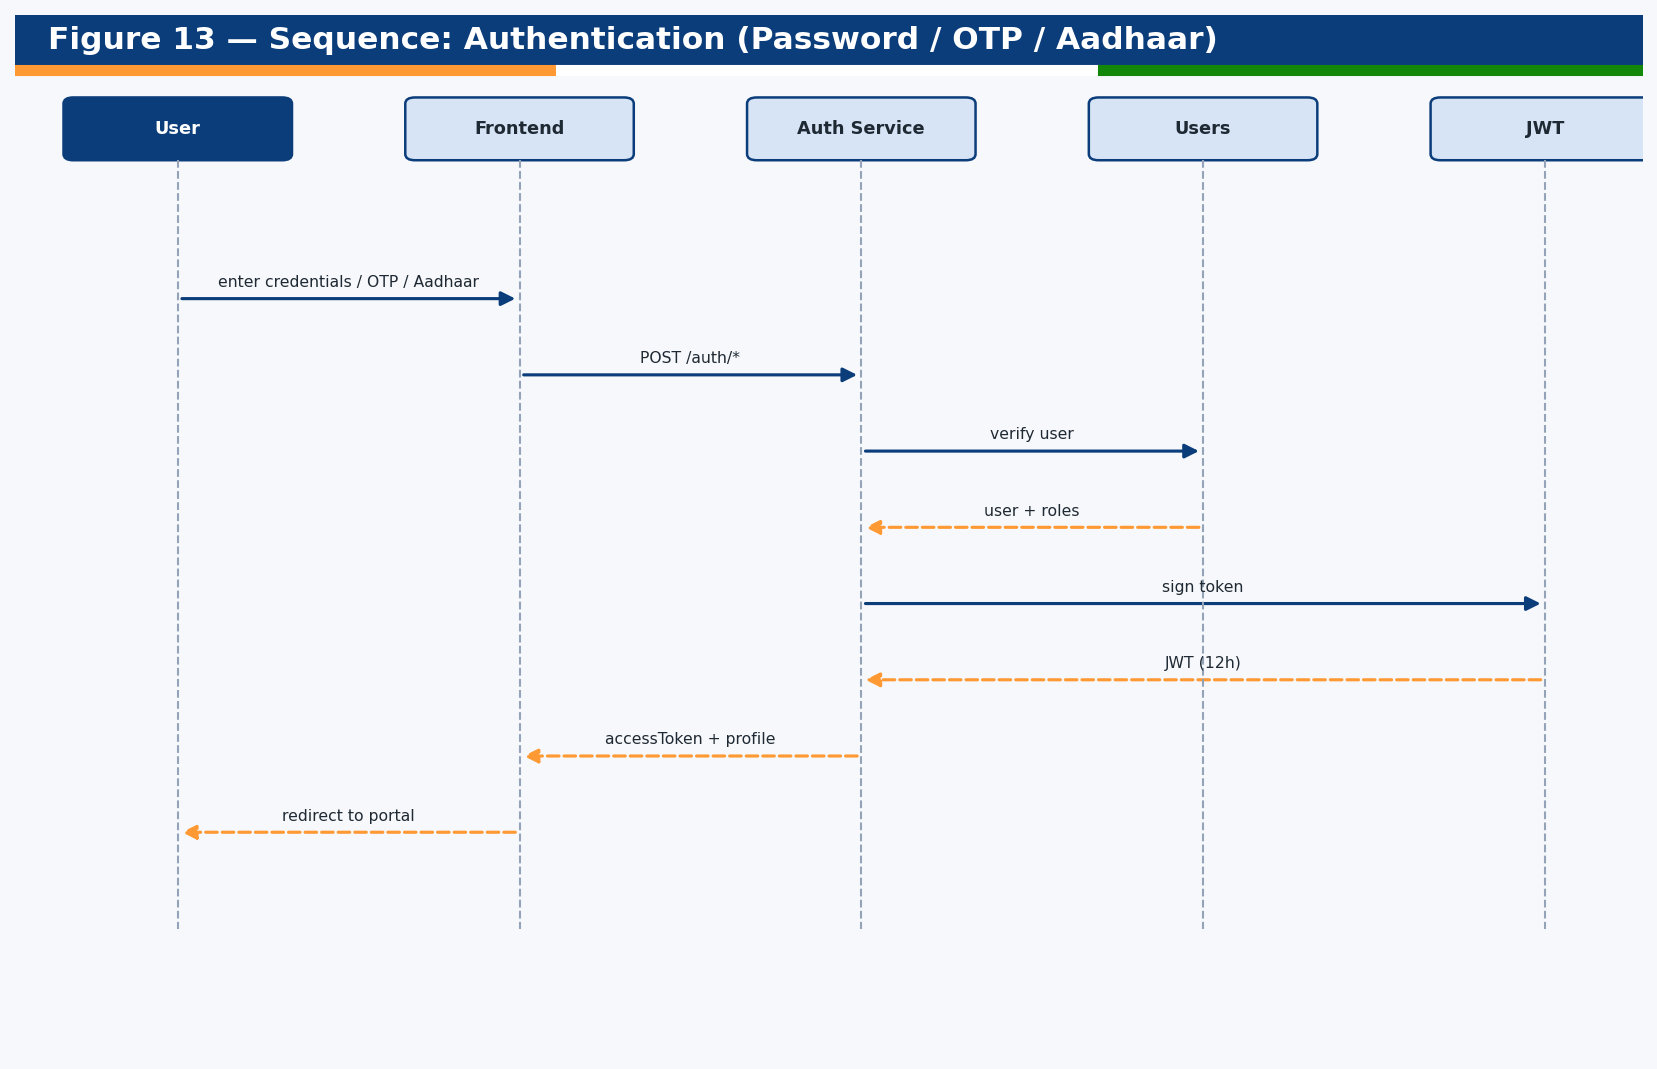 Figure 13 — Sequence: Authentication (Password / OTP / Aadhaar)
User
Frontend
Auth Service
Users
JWT
enter credentials / OTP / Aadhaar
POST /auth/*
verify user
user + roles
sign token
JWT (12h)
accessToken + profile
redirect to portal